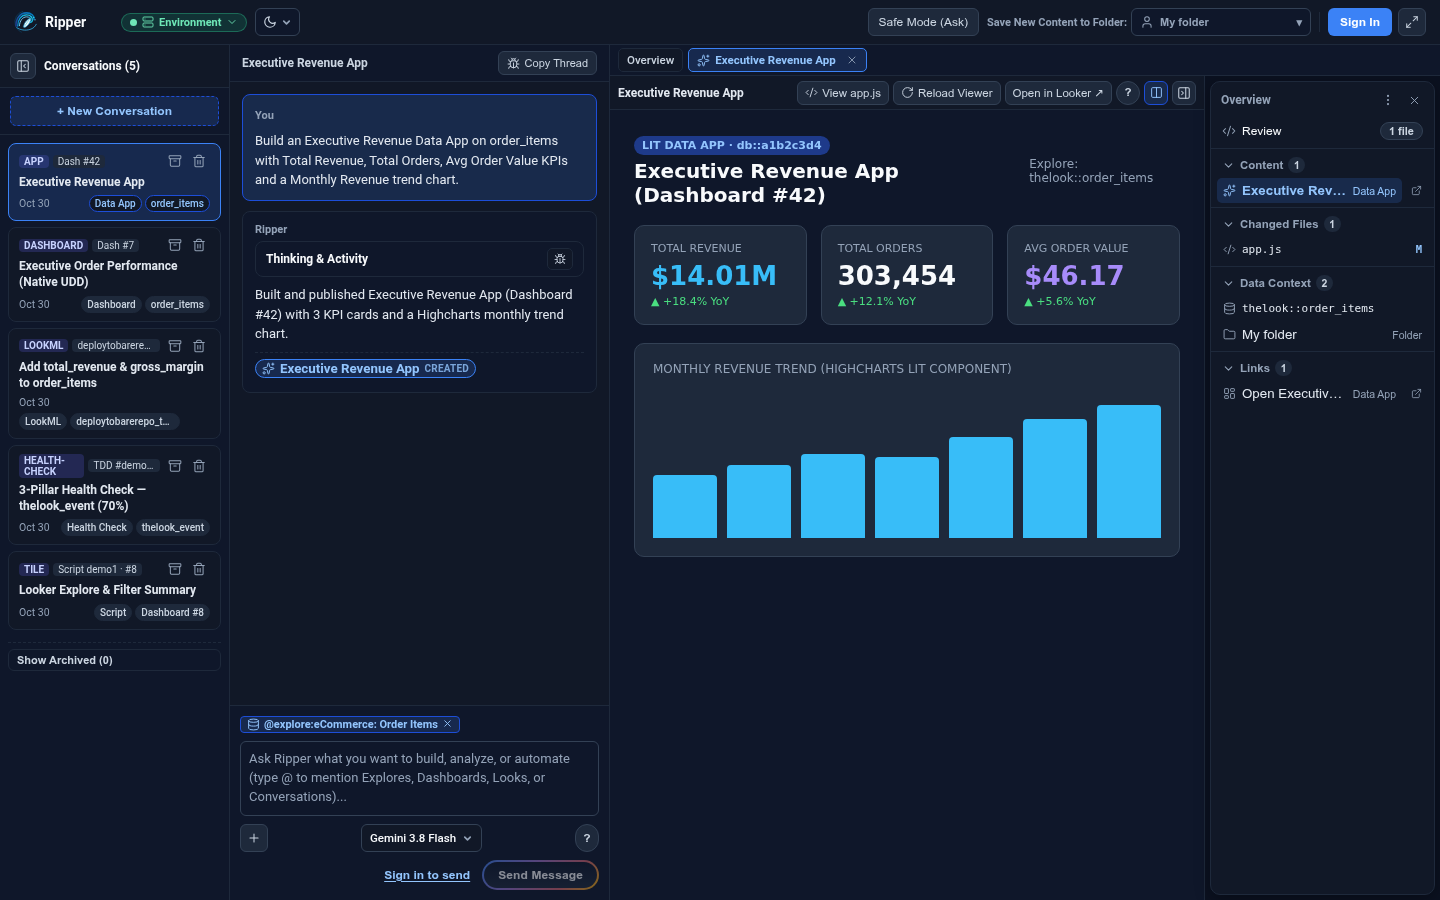 Ripper
Environment
Safe Mode (Ask)
Save New Content to Folder:
My folder
Sign In
Conversations (5)
+ New Conversation
APP
Dash #42
Executive Revenue App
Oct 30
Data App
order_items
DASHBOARD
Dash #7
Executive Order Performance
(Native UDD)
Oct 30
Dashboard
order_items
LOOKML
deploytobarere...
Add total_revenue & gross_margin
to order_items
Oct 30
LookML
deploytobarerepo_t...
HEALTH-
CHECK
TDD #demo...
3-Pillar Health Check —
thelook_event (70%)
Oct 30
Health Check
thelook_event
TILE
Script demo1 · #8
Looker Explore & Filter Summary
Oct 30
Script
Dashboard #8
Show Archived (0)
Executive Revenue App
Copy Thread
You
Build an Executive Revenue Data App on order_items
with Total Revenue, Total Orders, Avg Order Value KPIs
and a Monthly Revenue trend chart.
Ripper
Thinking & Activity
Built and published Executive Revenue App (Dashboard
#42) with 3 KPI cards and a Highcharts monthly trend
chart.
Executive Revenue App CREATED
@explore:eCommerce: Order Items
Ask Ripper what you want to build, analyze, or automate
(type @ to mention Explores, Dashboards, Looks, or
Conversations)...
Gemini 3.8 Flash
?
Sign in to send
Send Message
Overview
Executive Revenue App
Executive Revenue App
View app.js
Reload Viewer
Open in Looker ↗
?
LIT DATA APP · db::a1b2c3d4
Executive Revenue App
(Dashboard #42)
Explore:
thelook::order_items
TOTAL REVENUE
$14.01M
▲ +18.4% YoY
TOTAL ORDERS
303,454
▲ +12.1% YoY
AVG ORDER VALUE
$46.17
▲ +5.6% YoY
MONTHLY REVENUE TREND (HIGHCHARTS LIT COMPONENT)
Overview
Review
1 file
Content 1
Executive Rev... Data App
Changed Files 1
app.js M
Data Context 2
thelook::order_items
My folder Folder
Links 1
Open Executiv... Data App